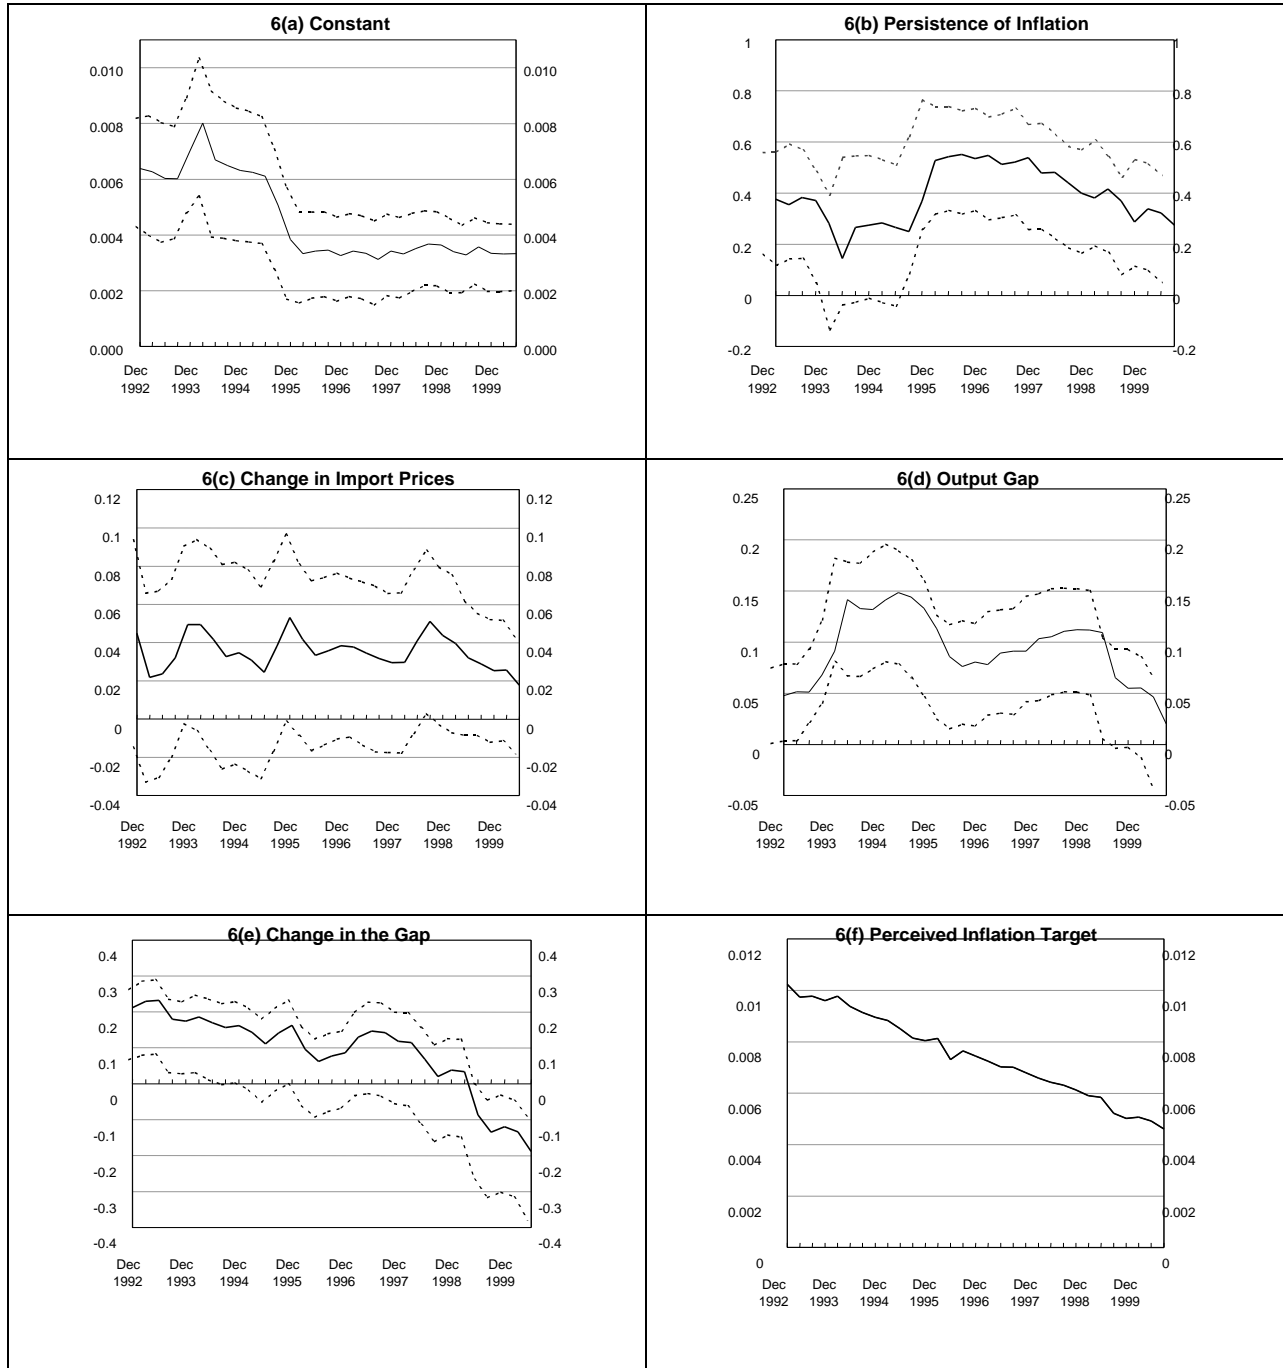 6(a) Constant
0.010 0.010
0.008 0.008
0.006 0.006
0.004 0.004
0.002 0.002
0.000 0.000
Dec Dec Dec Dec Dec Dec Dec Dec
1992 1993 1994 1995 1996 1997 1998 1999
6(b) Persistence of Inflation
1 1
0.8 0.8
0.6 0.6
0.4 0.4
0.2 0.2
0 0
-0.2 -0.2
Dec Dec Dec Dec Dec Dec Dec Dec
1992 1993 1994 1995 1996 1997 1998 1999
6(c) Change in Import Prices
0.12 0.12
0.1 0.1
0.08 0.08
0.06 0.06
0.04 0.04
0.02 0.02
0 0
-0.02 -0.02
-0.04 -0.04
Dec Dec Dec Dec Dec Dec Dec Dec
1992 1993 1994 1995 1996 1997 1998 1999
6(d) Output Gap
0.25 0.25
0.2 0.2
0.15 0.15
0.1 0.1
0.05 0.05
0 0
-0.05 -0.05
Dec Dec Dec Dec Dec Dec Dec Dec
1992 1993 1994 1995 1996 1997 1998 1999
6(e) Change in the Gap
0.4 0.4
0.3 0.3
0.2 0.2
0.1 0.1
0 0
-0.1 -0.1
-0.2 -0.2
-0.3 -0.3
-0.4 -0.4
Dec Dec Dec Dec Dec Dec Dec Dec
1992 1993 1994 1995 1996 1997 1998 1999
6(f) Perceived Inflation Target
0.012 0.012
0.01 0.01
0.008 0.008
0.006 0.006
0.004 0.004
0.002 0.002
0 0
Dec Dec Dec Dec Dec Dec Dec Dec
1992 1993 1994 1995 1996 1997 1998 1999